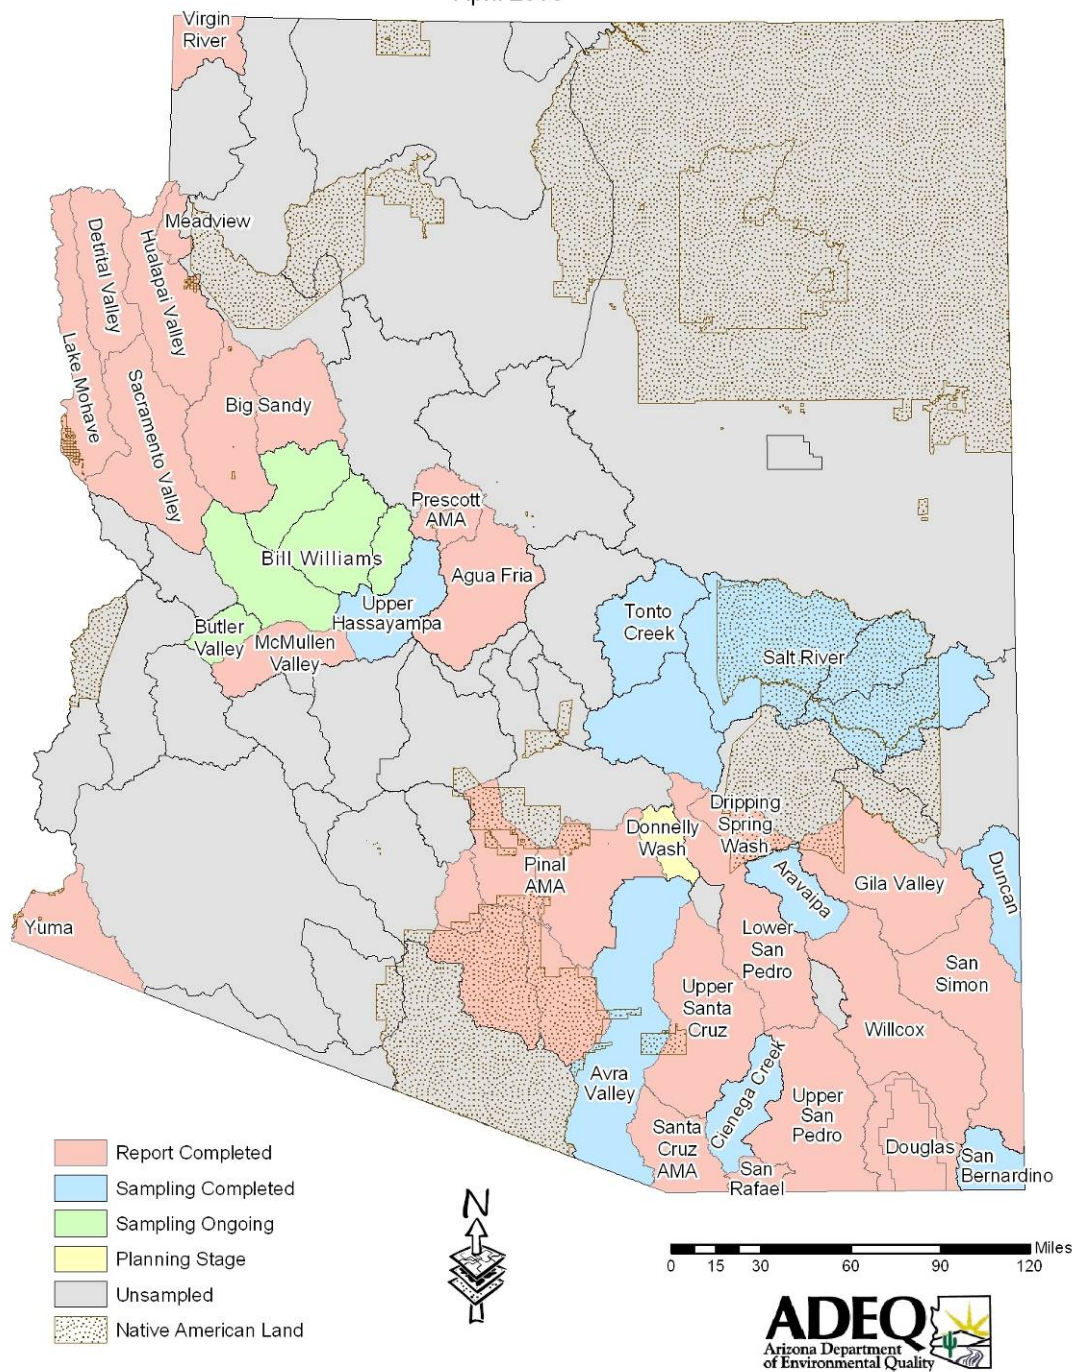 Virgin
River
Meadview
Detrital Valley
Hualapai Valley
Lake Mohave
Sacramento Valley
Big Sandy
Prescott
AMA
Bill Williams
Agua Fria
Upper
Hassayampa
Butler
Valley
McMullen
Valley
Tonto
Creek
Salt River
Dripping
Spring
Wash
Donnelly
Wash
Pinal
AMA
Aravaipa
Gila Valley
Duncan
Yuma
Lower
San
Pedro
San
Simon
Upper
Santa
Cruz
Willcox
Avra
Valley
Cienega Creek
Upper
San
Pedro
Santa
Cruz
AMA
San
Rafael
Douglas
San
Bernardino
Report Completed
Sampling Completed
Sampling Ongoing
Planning Stage
Unsampled
Native American Land
N
Miles
0 15 30 60 90 120
ADEQ
Arizona Department
of Environmental Quality